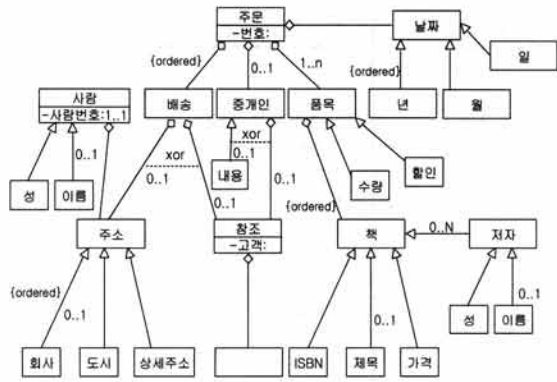 주문
-번호:
날짜
일
{ordered}
0..1
1..n
{ordered}
년
월
사람
-사람번호:1..1
배송
중개인
품목
xor
xor
0..1
0..1
0..1
0..1
0..1
성
이름
내용
수량
할인
{ordered}
주소
참조
-고객:
책
0..N
저자
{ordered}
0..1
0..1
0..1
성
이름
회사
도시
상세주소
ISBN
제목
가격